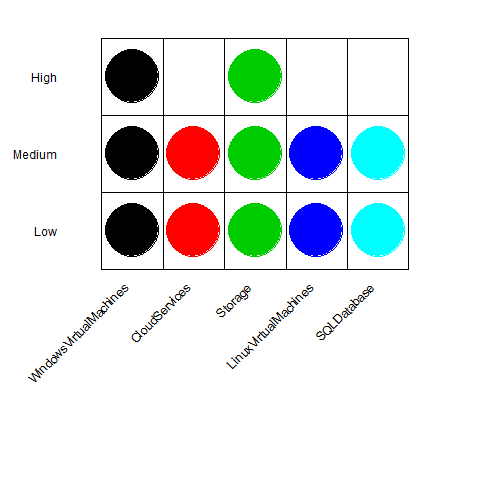 High
Medium
Low
WindowsVirtualMachines
CloudServices
Storage
LinuxVirtualMachines
SQLDatabase